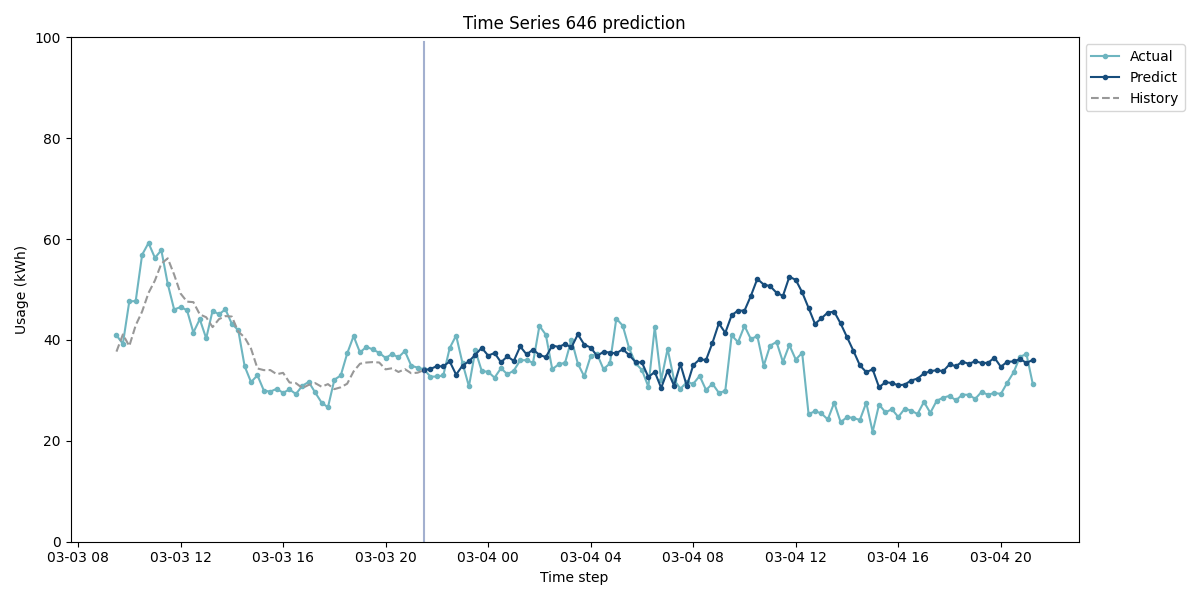 Time Series 646 prediction
100
80
60
40
20
0
Usage (kWh)
03-03 08 03-03 12 03-03 16 03-03 20 03-04 00 03-04 04 03-04 08 03-04 12 03-04 16 03-04 20
Time step
Actual
Predict
History